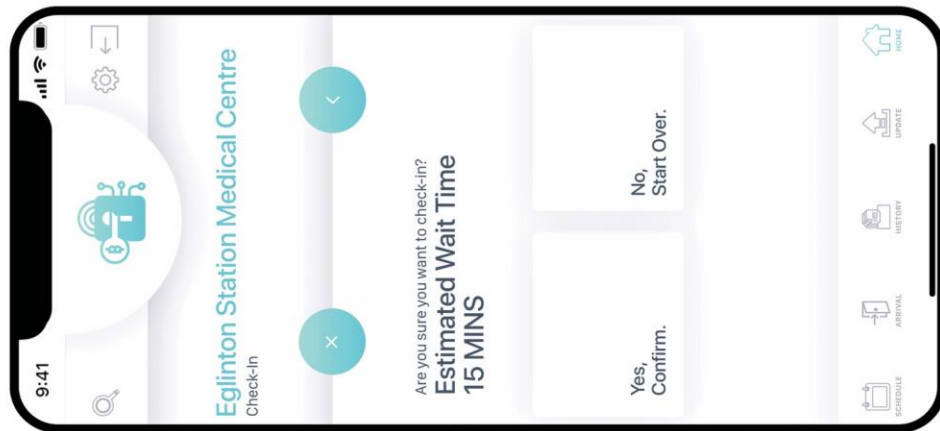 9:41
Eglinton Station Medical Centre
Check-In
Are you sure you want to check-in?
Estimated Wait Time
15 MINS
Yes,
Confirm.
No,
Start Over.
SCHEDULE
ARRIVAL
HISTORY
UPDATE
HOME